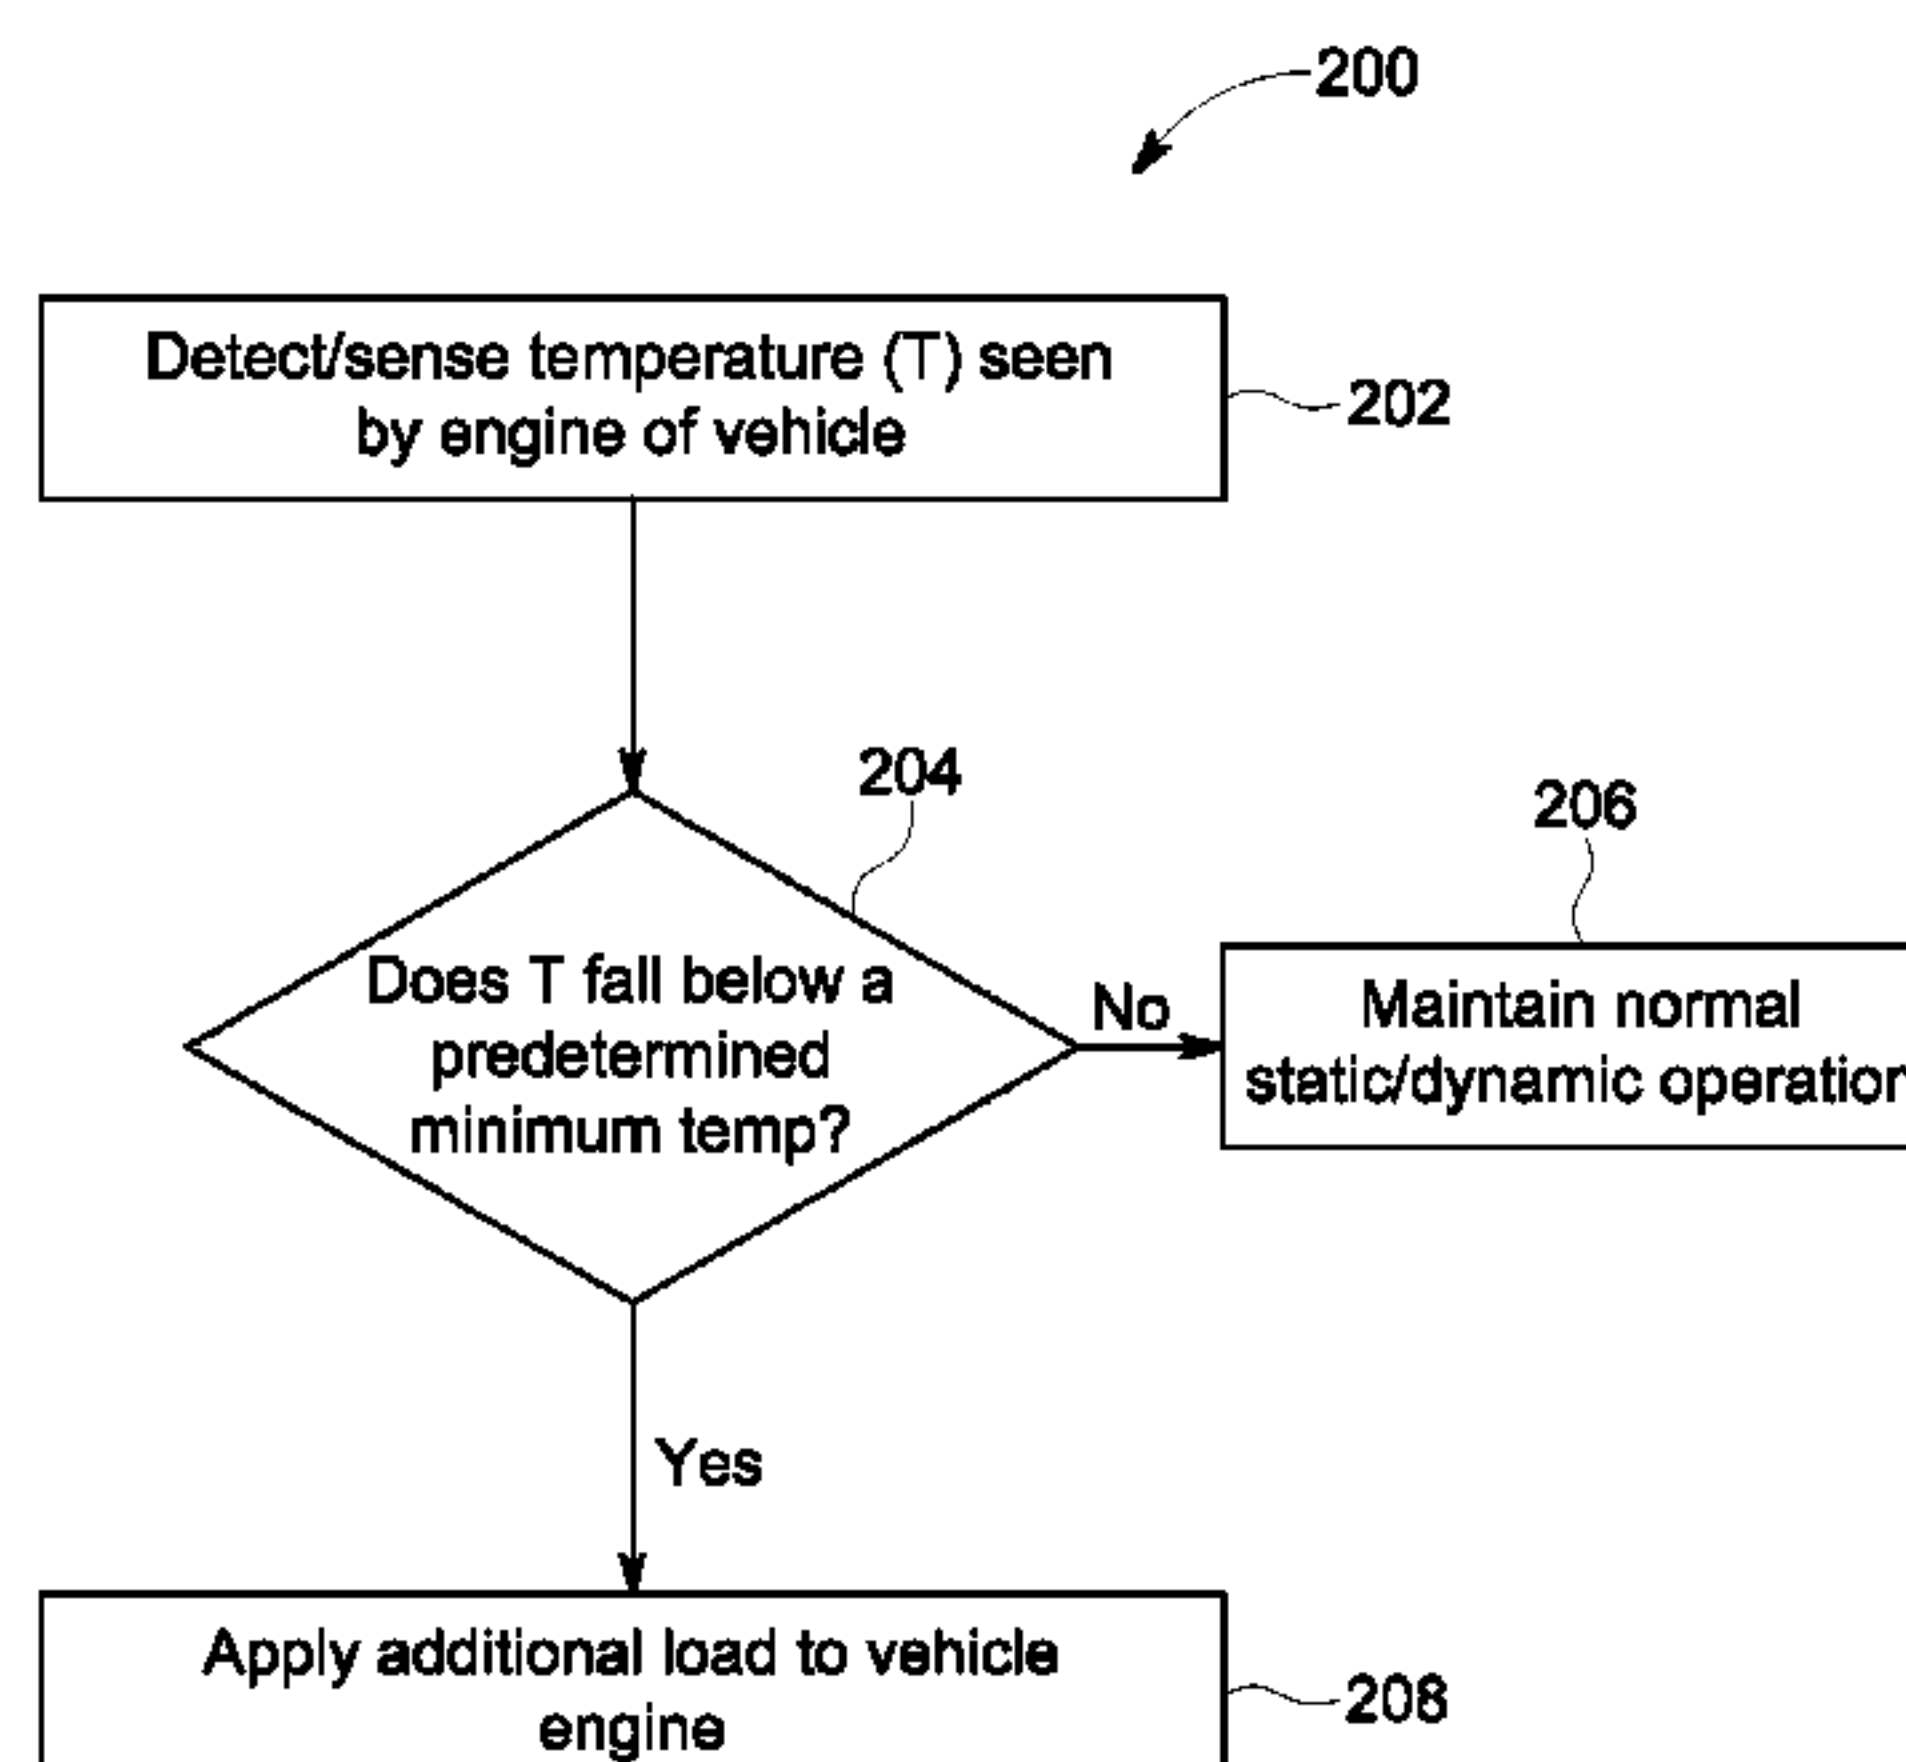 200
Detect/sense temperature (T) seen
by engine of vehicle
202
204
206
Does T fall below a
predetermined
minimum temp?
No
Maintain normal
static/dynamic operation
Yes
Apply additional load to vehicle
engine
208